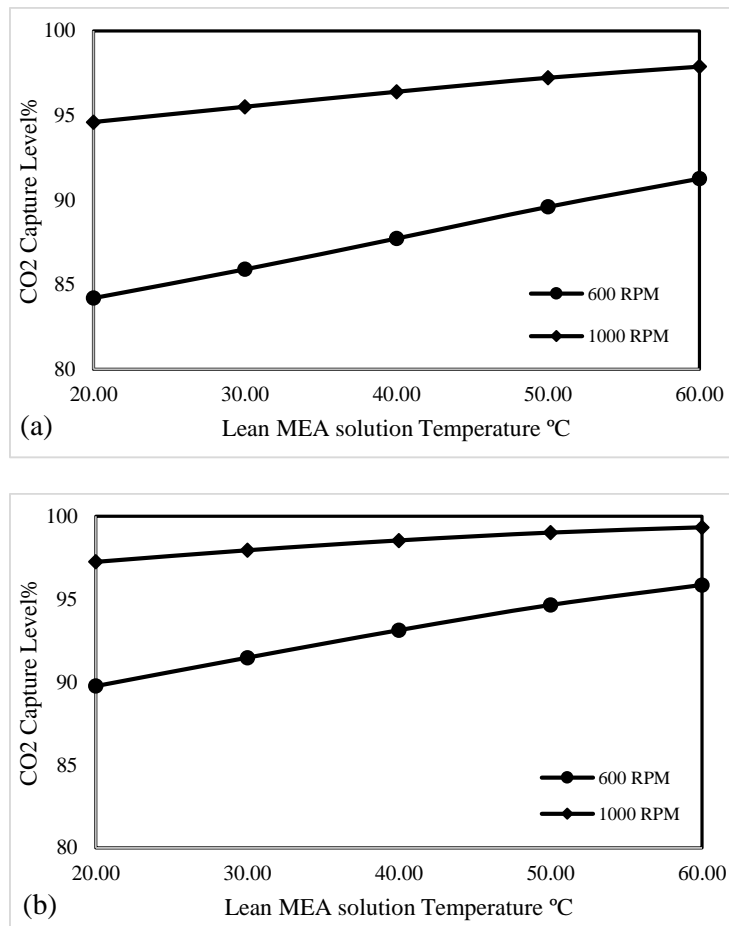 100
95
90
85
80
CO2 Capture Level%
600 RPM
1000 RPM
20.00 30.00 40.00 50.00 60.00
(a)
Lean MEA solution Temperature ºC
100
95
90
85
80
CO2 Capture Level%
600 RPM
1000 RPM
20.00 30.00 40.00 50.00 60.00
(b)
Lean MEA solution Temperature ºC